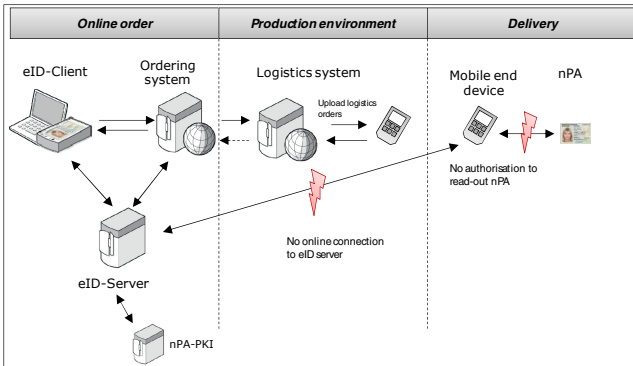 Online order
Production environment
Delivery
eID-Client
Ordering
system
Logistics system
Upload logistics
orders
Mobile end
device
nPA
No authorisation to
read-out nPA
No online connection
to eID server
eID-Server
nPA-PKI